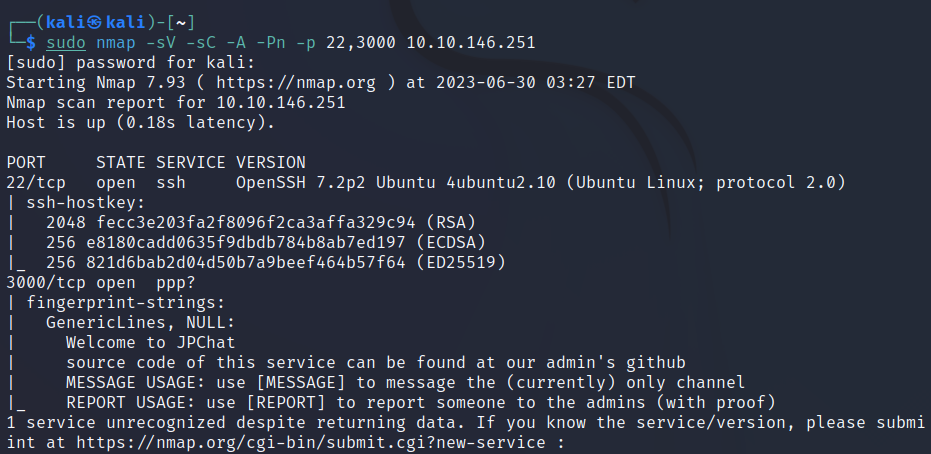 ┌──(kali㉿kali)-[~]
└─$ sudo nmap -sV -sC -A -Pn -p 22,3000 10.10.146.251
[sudo] password for kali:
Starting Nmap 7.93 ( https://nmap.org ) at 2023-06-30 03:27 EDT
Nmap scan report for 10.10.146.251
Host is up (0.18s latency).

PORT     STATE SERVICE VERSION
22/tcp   open  ssh     OpenSSH 7.2p2 Ubuntu 4ubuntu2.10 (Ubuntu Linux; protocol 2.0)
| ssh-hostkey:
|   2048 fecc3e203fa2f8096f2ca3affa329c94 (RSA)
|   256 e8180cadd0635f9dbdb784b8ab7ed197 (ECDSA)
|_  256 821d6bab2d04d50b7a9beef464b57f64 (ED25519)
3000/tcp open  ppp?
| fingerprint-strings:
|   GenericLines, NULL:
|     Welcome to JPChat
|     source code of this service can be found at our admin's github
|     MESSAGE USAGE: use [MESSAGE] to message the (currently) only channel
|_    REPORT USAGE: use [REPORT] to report someone to the admins (with proof)
1 service unrecognized despite returning data. If you know the service/version, please submi
int at https://nmap.org/cgi-bin/submit.cgi?new-service :